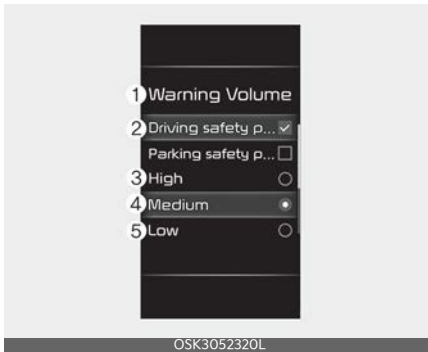 1 Warning Volume
2 Driving safety p...
Parking safety p...
3 High
4 Medium
5 Low
OSK3052320L